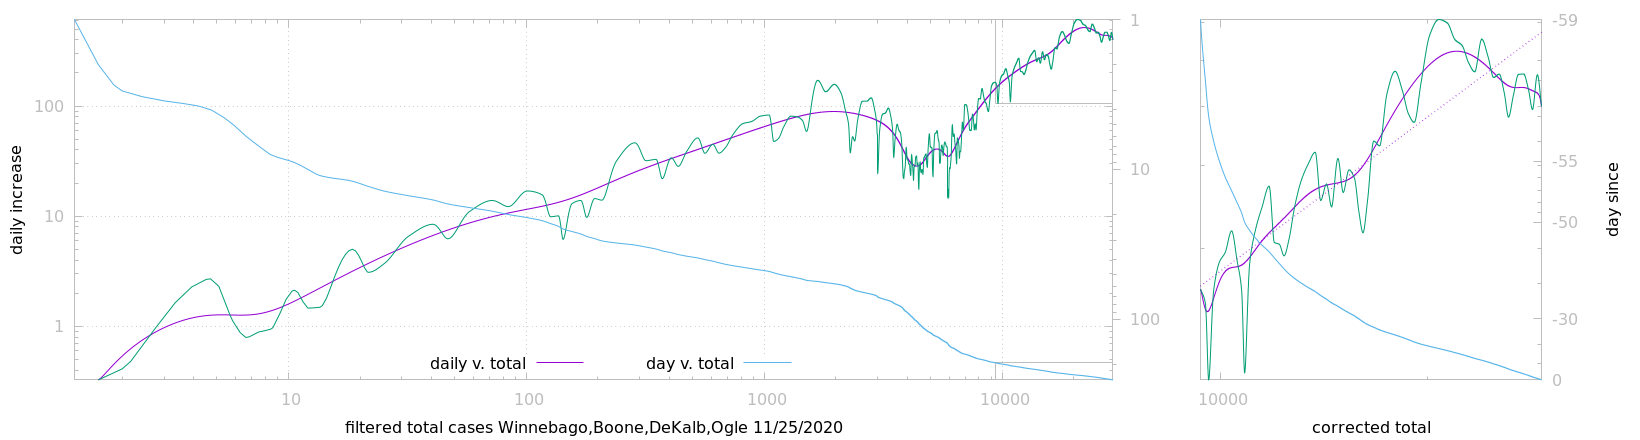 daily increase
100
10
1
10
100
1000
10000
1
10
100
daily v. total
day v. total
filtered total cases Winnebago,Boone,DeKalb,Ogle 11/25/2020
10000
corrected total
-59
-55
-50
-30
0
day since